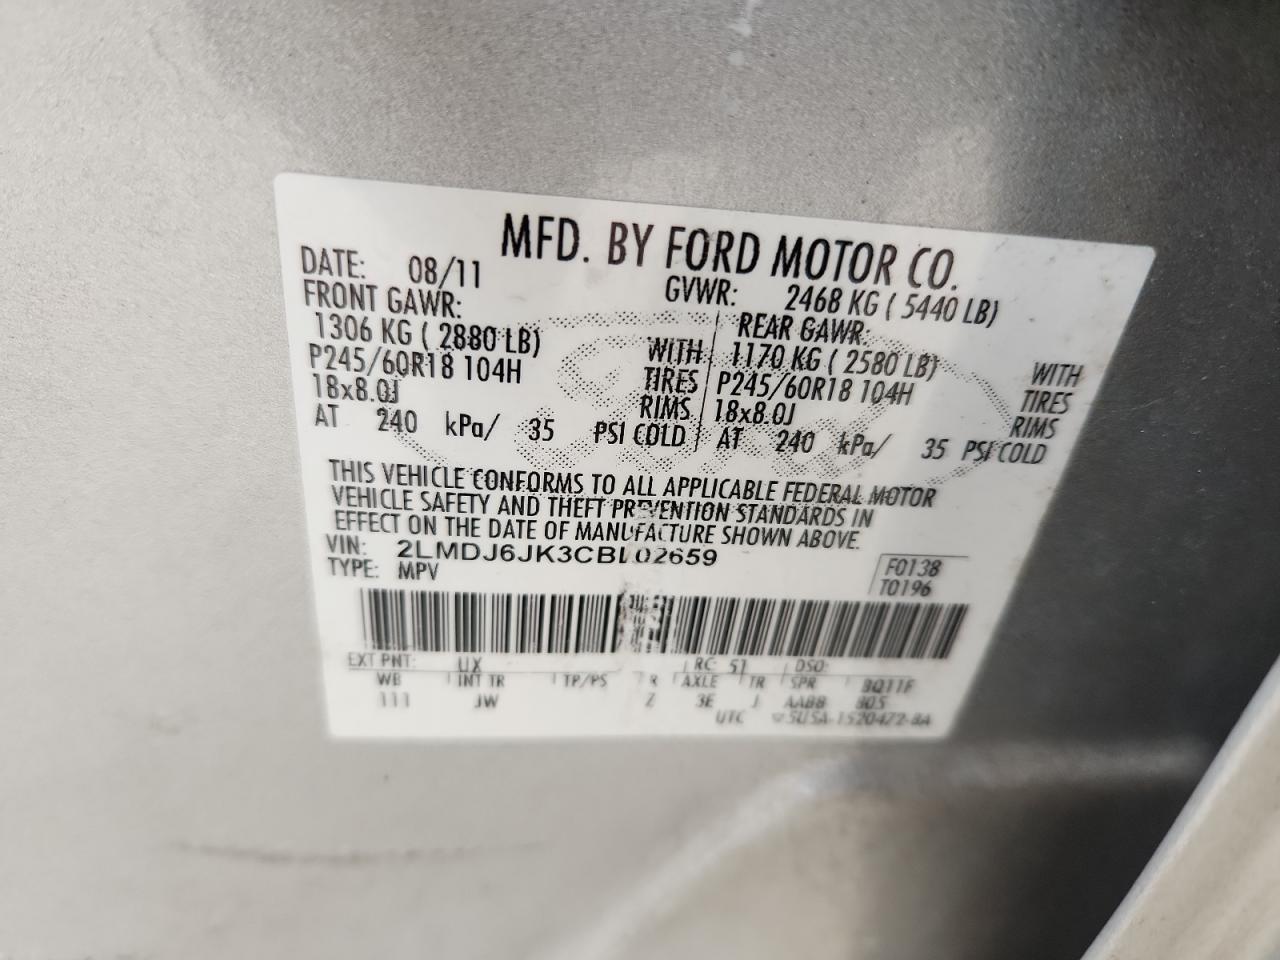 MFD. BY FORD MOTOR CO.
DATE: 08/11 GVWR: 2468 KG ( 5440 LB)
FRONT GAWR: REAR GAWR:
1306 KG ( 2880 LB) WITH 1170 KG ( 2580 LB) WITH
P245/60R18 104H TIRES P245/60R18 104H TIRES
18x8.0J RIMS 18x8.0J RIMS
AT 240 kPa/ 35 PSI COLD AT 240 kPa/ 35 PSI COLD
THIS VEHICLE CONFORMS TO ALL APPLICABLE FEDERAL MOTOR
VEHICLE SAFETY AND THEFT PREVENTION STANDARDS IN
EFFECT ON THE DATE OF MANUFACTURE SHOWN ABOVE.
VIN: 2LMDJ6JK3CBL02659 F0138
TYPE: MPV T0196
EXT PNT: UX RC: 51 DSO:
WB INT TR TP/PS R AXLE TR SPR
111 JW Z 3E J AABB
UTC